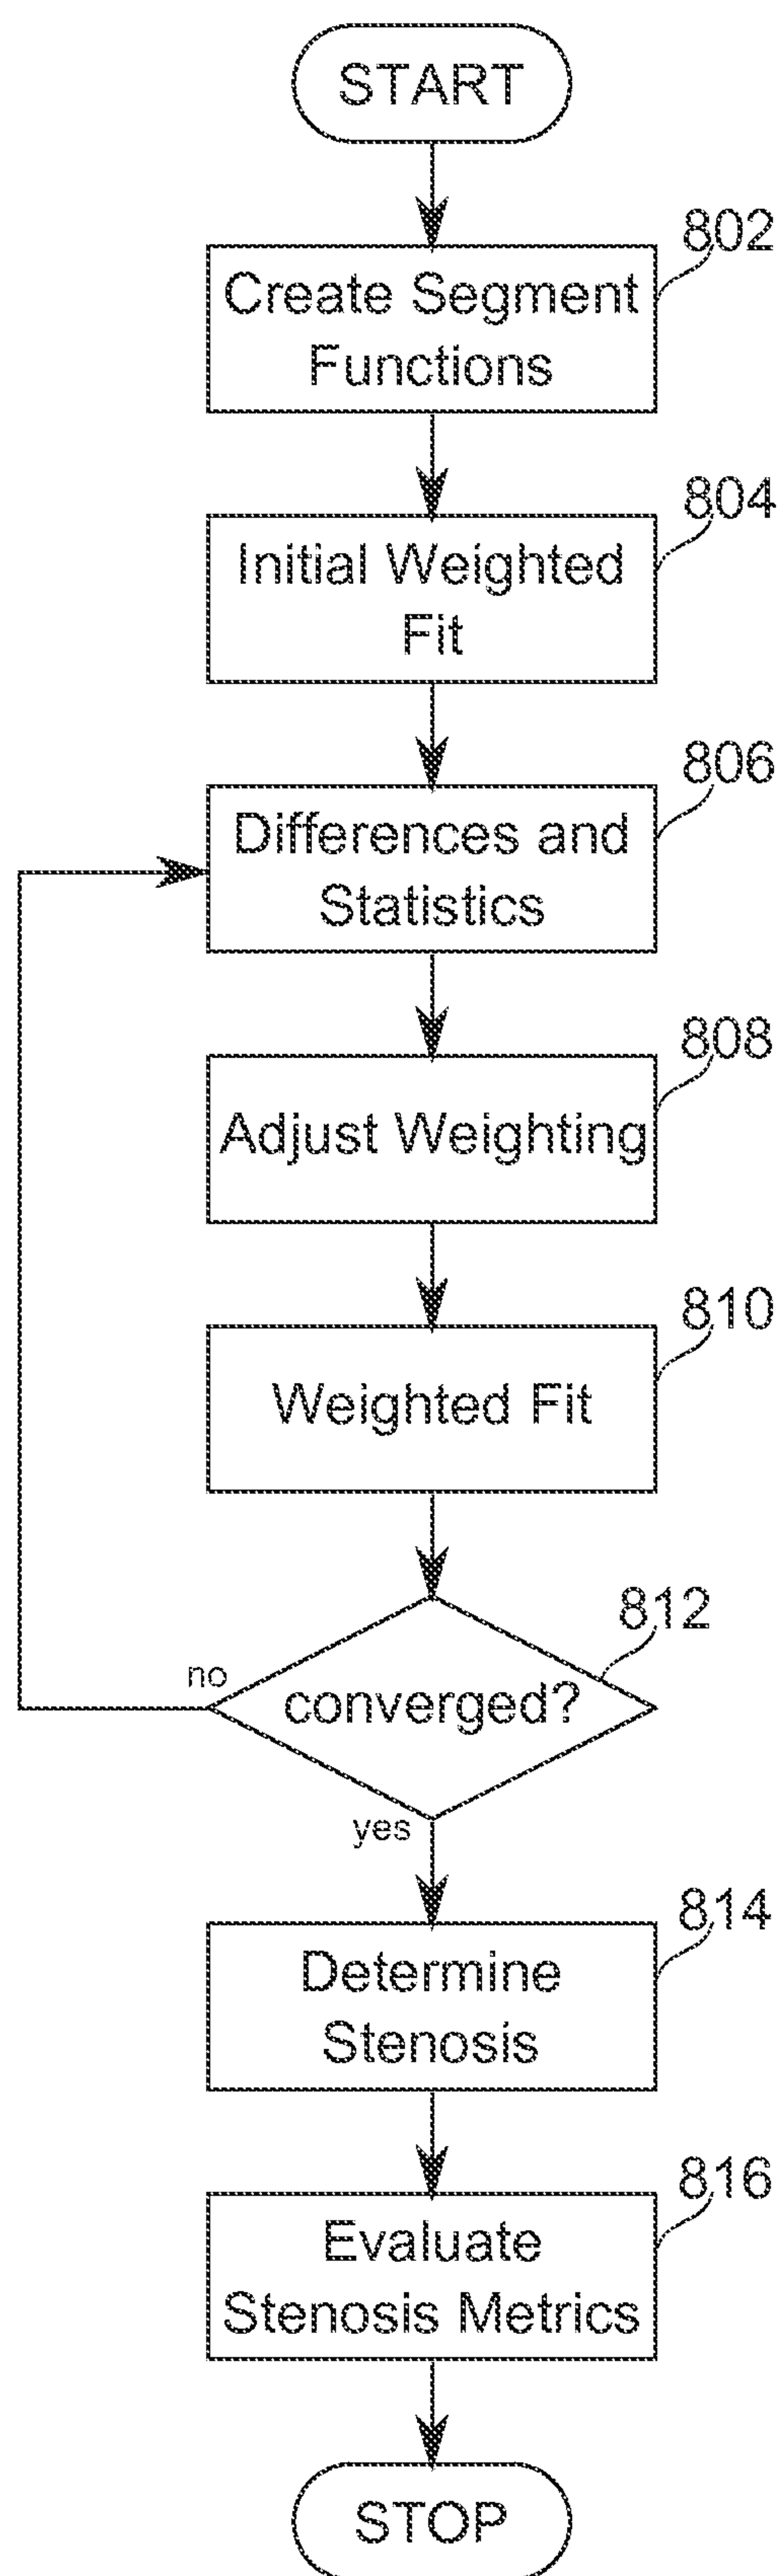 START
802
Create Segment
Functions
804
Initial Weighted
Fit
806
Differences and
Statistics
808
Adjust Weighting
810
Weighted Fit
812
no
converged?
yes
814
Determine
Stenosis
816
Evaluate
Stenosis Metrics
STOP